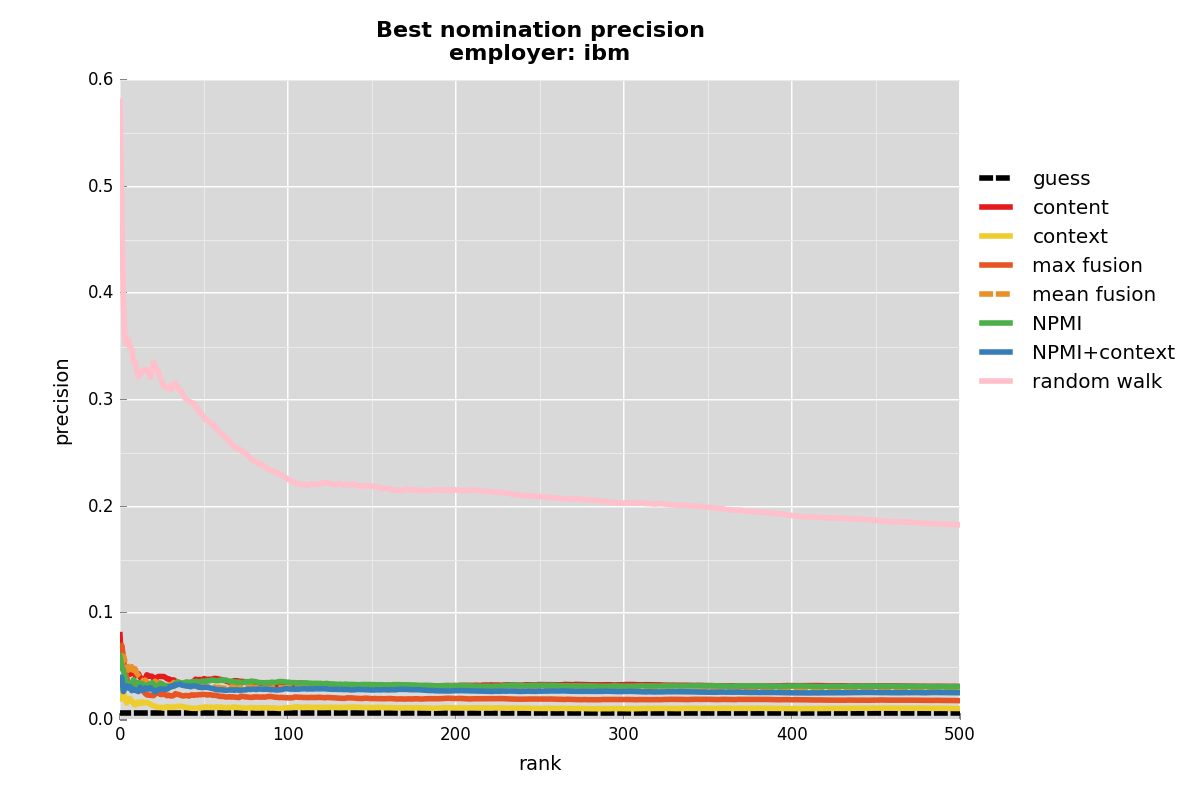 Best nomination precision
employer: ibm
0.6
0.5
0.4
0.3
0.2
0.1
0.0
precision
0 100 200 300 400 500
rank
guess
content
context
max fusion
mean fusion
NPMI
NPMI+context
random walk